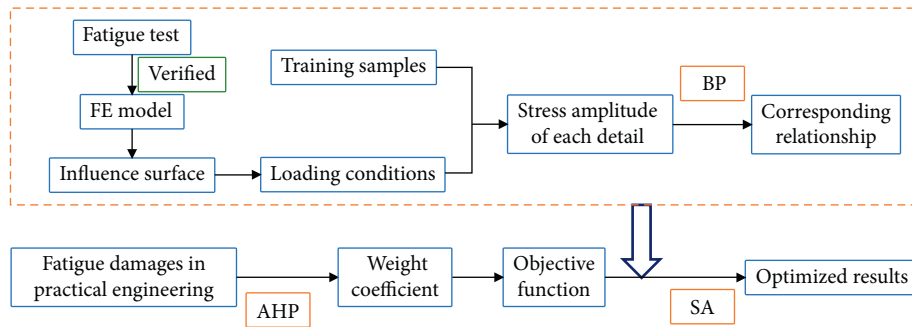 Fatigue test
Verified
FE model
Influence surface
Training samples
Loading conditions
Stress amplitude
of each detail
BP
Corresponding
relationship
Fatigue damages in
practical engineering
AHP
Weight
coefficient
Objective
function
SA
Optimized results